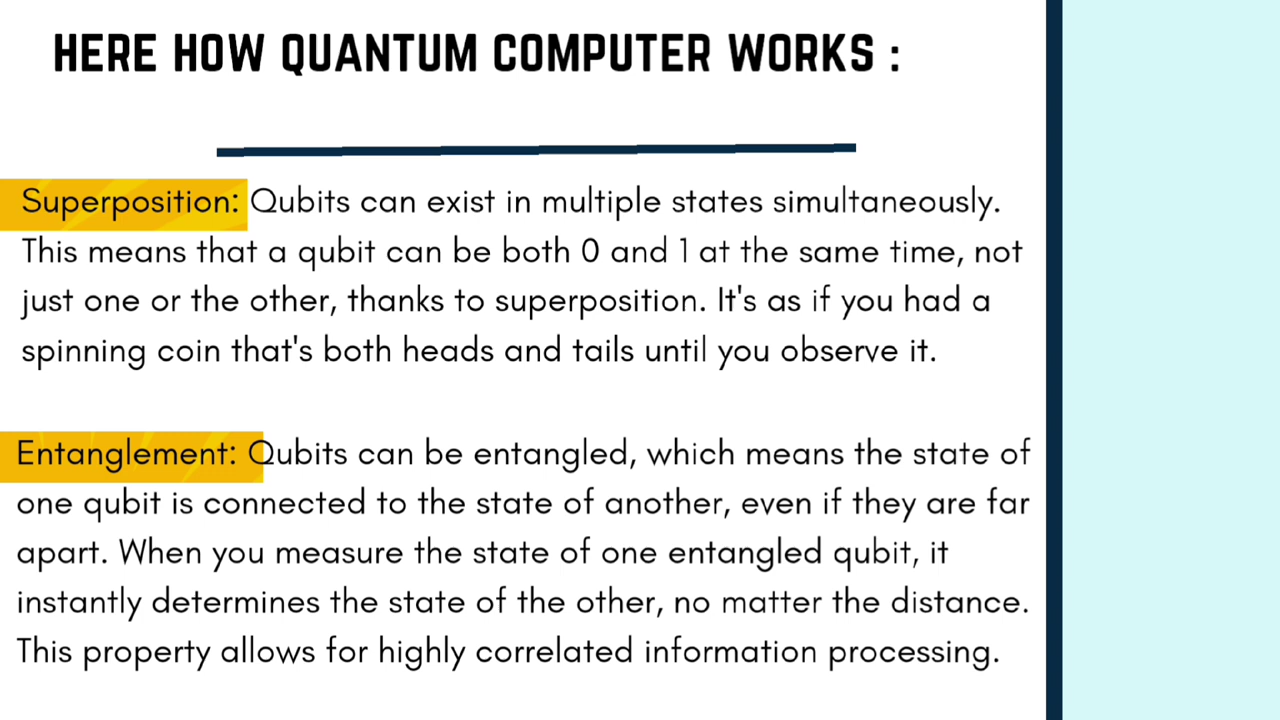 HERE HOW QUANTUM COMPUTER WORKS :
Superposition: Qubits can exist in multiple states simultaneously.
This means that a qubit can be both 0 and 1 at the same time, not
just one or the other, thanks to superposition. It's as if you had a
spinning coin that's both heads and tails until you observe it.
Entanglement: Qubits can be entangled, which means the state of
one qubit is connected to the state of another, even if they are far
apart. When you measure the state of one entangled qubit, it
instantly determines the state of the other, no matter the distance.
This property allows for highly correlated information processing.